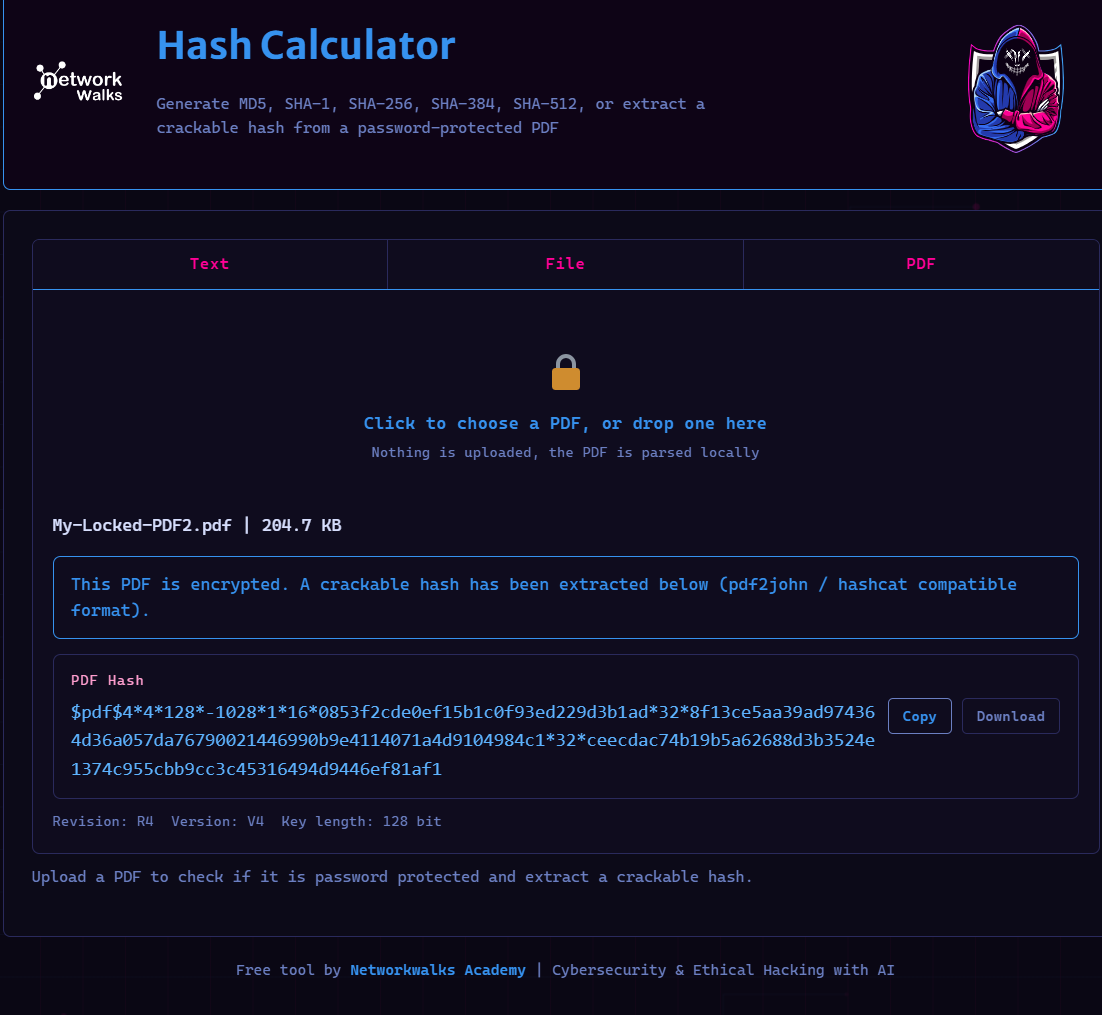 Hash Calculator
network
Walks
Generate MD5, SHA-1, SHA-256, SHA-384, SHA-512, or extract a
crackable hash from a password-protected PDF
Text
File
PDF
Click to choose a PDF, or drop one here
Nothing is uploaded, the PDF is parsed locally
My-Locked-PDF2.pdf | 204.7 KB
This PDF is encrypted. A crackable hash has been extracted below (pdf2john / hashcat compatible
format).
PDF Hash
$pdf$4*4*128*-1028*1*16*0853f2cde0ef15b1c0f93ed229d3b1ad*32*8f13ce5aa39ad97436
4d36a057da76790021446990b9e4114071a4d9104984c1*32*ceecdac74b19b5a62688d3b3524e
1374c955cbb9cc3c45316494d9446ef81af1
Copy
Download
Revision: R4 Version: V4 Key length: 128 bit
Upload a PDF to check if it is password protected and extract a crackable hash.
Free tool by Networkwalks Academy | Cybersecurity & Ethical Hacking with AI